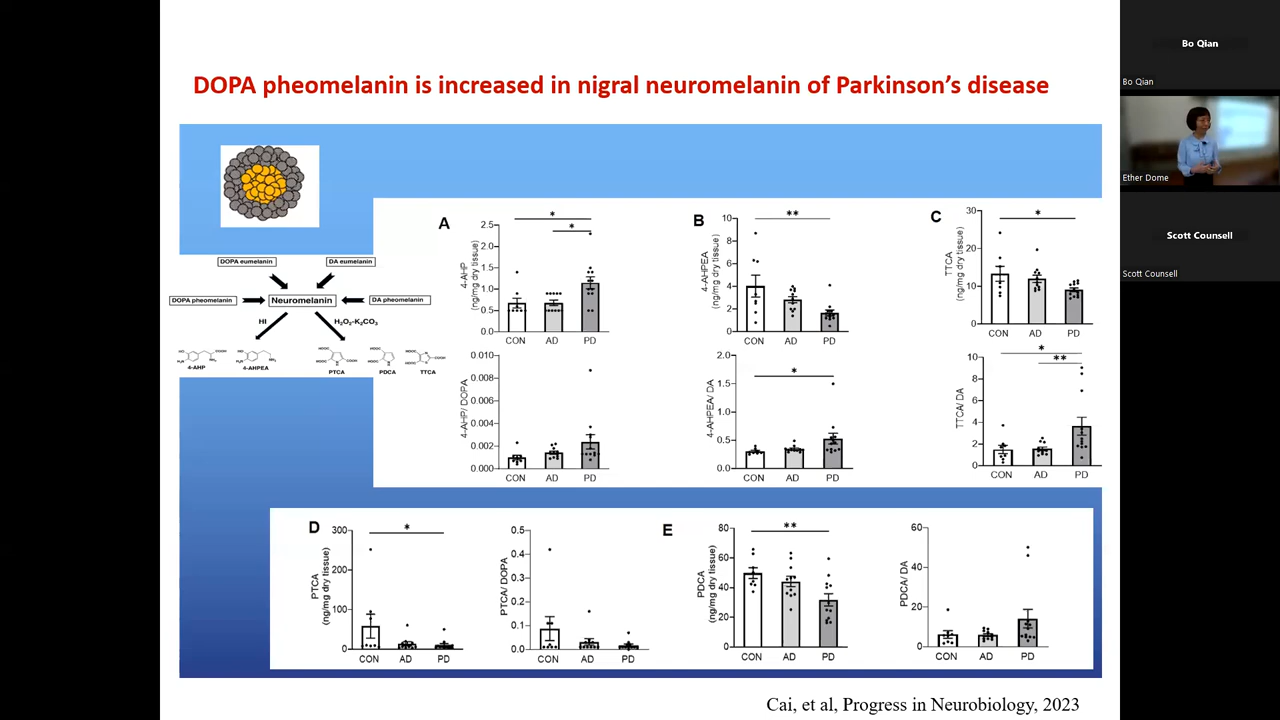 DOPA pheomelanin is increased in nigral neuromelanin of Parkinson's disease
DOPA eumelanin
DA eumelanin
DOPA pheomelanin
Neuromelanin
DA pheomelanin
HI
H₂O₂-K₂CO₃
4-AHP
4-AHPEA
PTCA
PDCA
TTCA
A
4-AHP
(ng/mg dry tissue)
2.5
2.0
1.5
1.0
0.5
0.0
*
*
CON AD PD
4-AHP/ DOPA
0.010
0.008
0.006
0.004
0.002
0.000
CON AD PD
B
4-AHPEA
(ng/mg dry tissue)
10
8
6
4
2
0
**
CON AD PD
4-AHPEA/ DA
2.0
1.5
1.0
0.5
0.0
*
CON AD PD
C
TTCA
(ng/mg dry tissue)
30
20
10
0
*
CON AD PD
TTCA/ DA
10
8
6
4
2
0
*
**
CON AD PD
D
PTCA
(ng/mg dry tissue)
300
200
100
0
*
CON AD PD
PTCA/ DOPA
0.5
0.4
0.3
0.2
0.1
0.0
CON AD PD
E
PDCA
(ng/mg dry tissue)
80
60
40
20
0
**
CON AD PD
PDCA/ DA
60
40
20
0
CON AD PD
Cai, et al, Progress in Neurobiology, 2023
Bo Qian
Bo Qian
Ether Dome
Scott Counsell
Scott Counsell